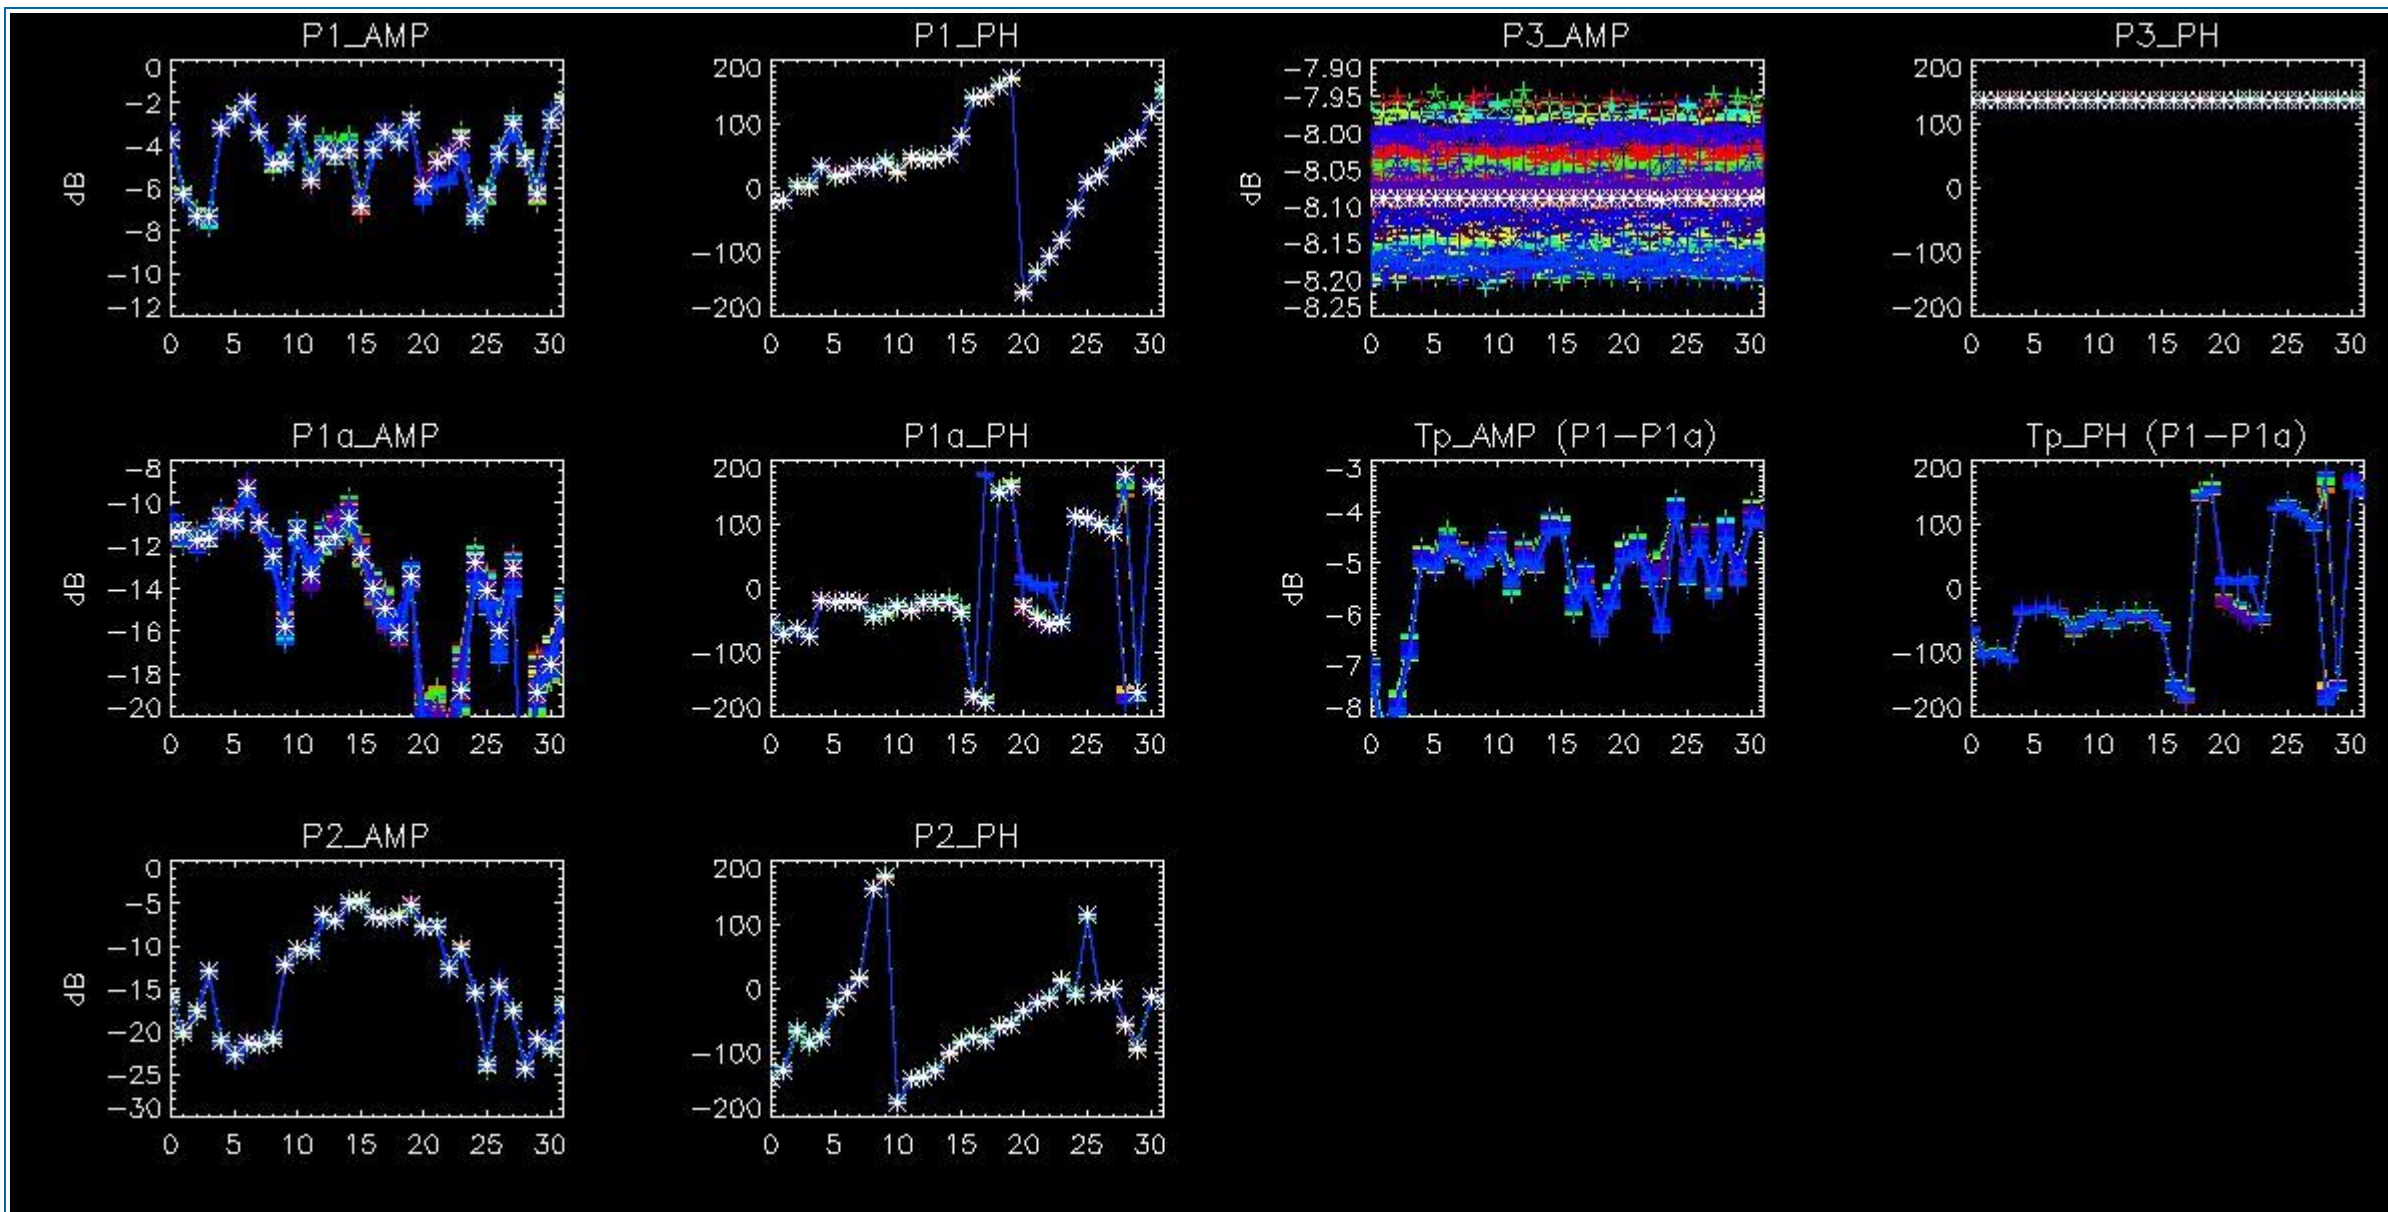 P1_AMP
0
−2
−4
−6
−8
−10
−12
dB
0 5 10 15 20 25 30
P1_PH
200
100
0
−100
−200
0 5 10 15 20 25 30
P3_AMP
−7.90
−7.95
−8.00
−8.05
−8.10
−8.15
−8.20
−8.25
dB
0 5 10 15 20 25 30
P3_PH
200
100
0
−100
−200
0 5 10 15 20 25 30
P1a_AMP
−8
−10
−12
−14
−16
−18
−20
dB
0 5 10 15 20 25 30
P1a_PH
200
100
0
−100
−200
0 5 10 15 20 25 30
Tp_AMP (P1−P1a)
−3
−4
−5
−6
−7
−8
dB
0 5 10 15 20 25 30
Tp_PH (P1−P1a)
200
100
0
−100
−200
0 5 10 15 20 25 30
P2_AMP
0
−5
−10
−15
−20
−25
−30
dB
0 5 10 15 20 25 30
P2_PH
200
100
0
−100
−200
0 5 10 15 20 25 30